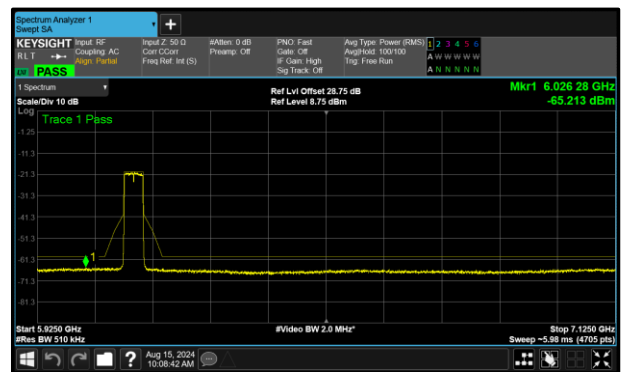 Spectrum Analyzer 1
Swept SA
+
KEYSIGHT
R L T
LXI
PASS
Input: RF
Coupling: AC
Align: Partial
Input Z: 50 Ω
Corr CCorr
Freq Ref: Int (S)
#Atten: 0 dB
Preamp: Off
PNO: Fast
Gate: Off
IF Gain: High
Sig Track: Off
Avg Type: Power (RMS)
Avg|Hold: 100/100
Trig: Free Run
1 2 3 4 5 6
A W W W W W
A N N N N N
1 Spectrum
Scale/Div 10 dB
Ref Lvl Offset 28.75 dB
Ref Level 8.75 dBm
Mkr1 6.026 28 GHz
-65.213 dBm
Log
Trace 1 Pass
-1.25
-11.3
-21.3
-31.3
-41.3
-51.3
-61.3
-71.3
-81.3
1
Start 5.9250 GHz
#Res BW 510 kHz
#Video BW 2.0 MHz*
Stop 7.1250 GHz
Sweep ~5.98 ms (4705 pts)
?
Aug 15, 2024
10:08:42 AM